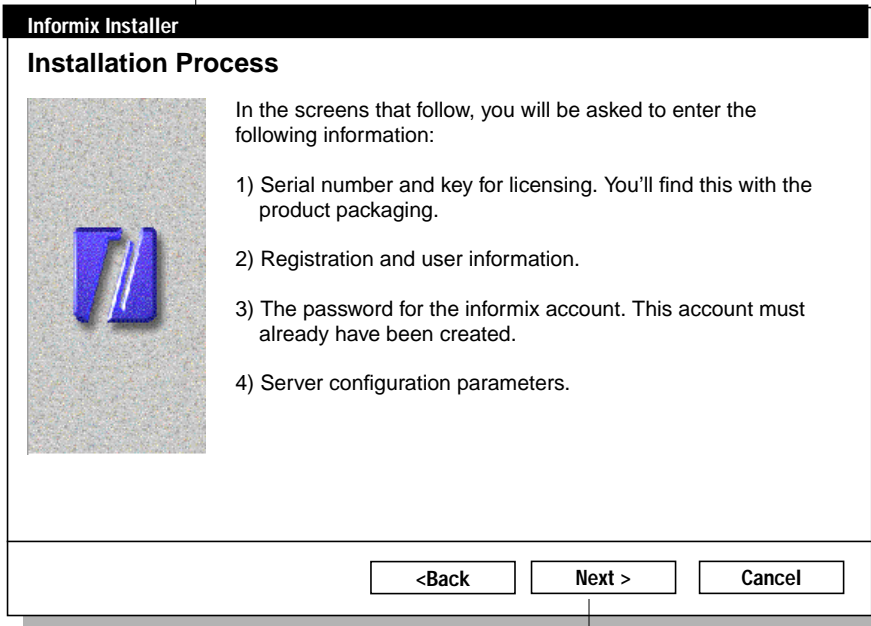 Informix Installer
Installation Process
In the screens that follow, you will be asked to enter the
following information:
1) Serial number and key for licensing. You'll find this with the
product packaging.
2) Registration and user information.
3) The password for the informix account. This account must
already have been created.
4) Server configuration parameters.
<Back
Next >
Cancel